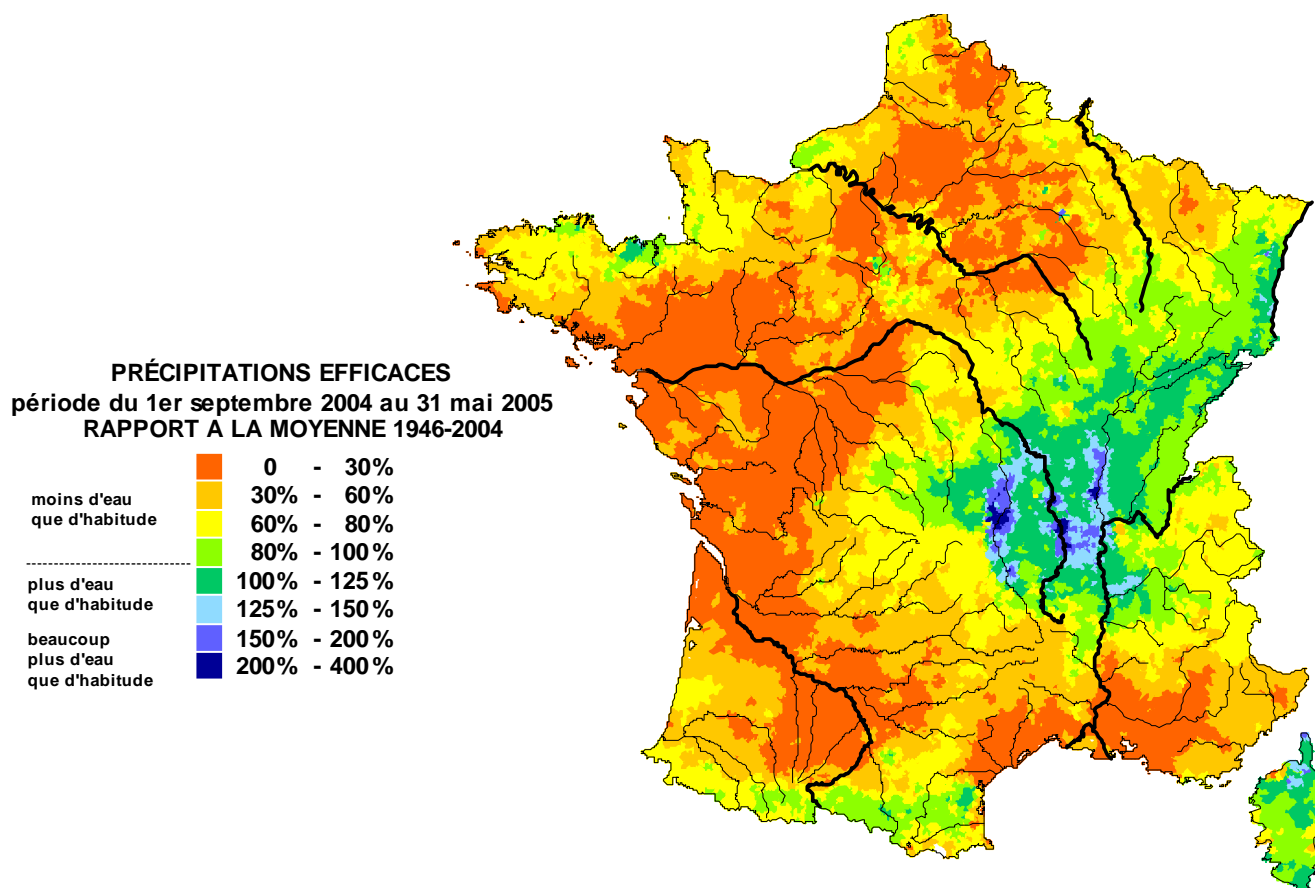 PRÉCIPITATIONS EFFICACES
période du 1er septembre 2004 au 31 mai 2005
RAPPORT A LA MOYENNE 1946-2004
moins d'eau
que d'habitude
0 - 30%
30% - 60%
60% - 80%
80% - 100%
plus d'eau
que d'habitude
100% - 125%
125% - 150%
beaucoup
plus d'eau
que d'habitude
150% - 200%
200% - 400%